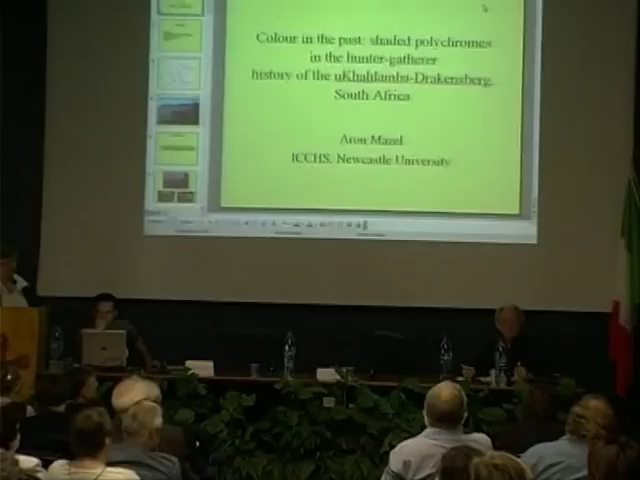 Colour in the past: shaded polychromes
in the hunter-gatherer
history of the uKhahlamba-Drakensberg,
South Africa
Aron Mazel
ICCHS, Newcastle University